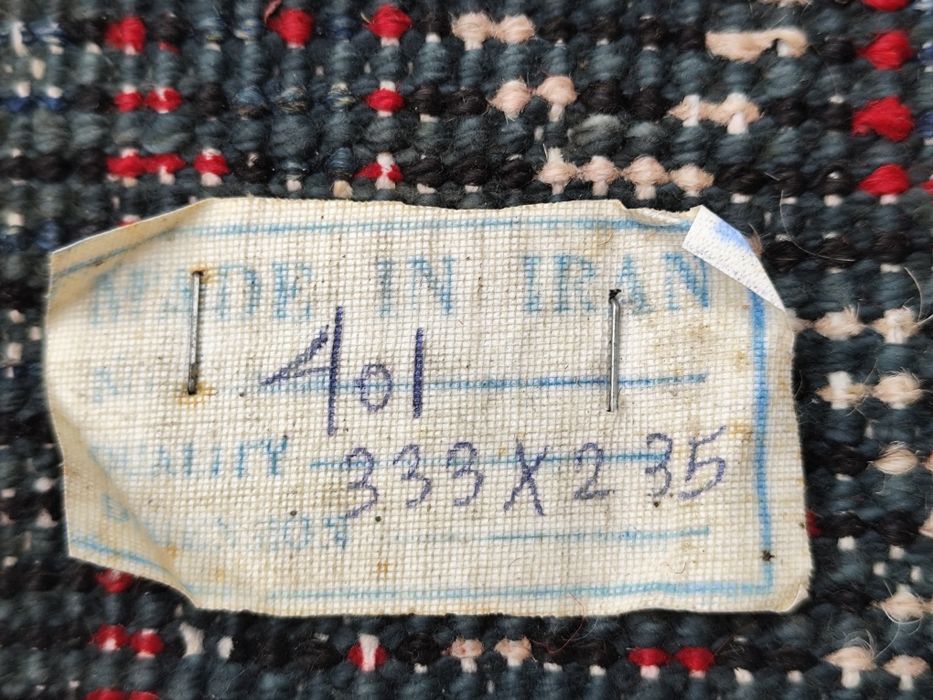 MADE IN IRAN
401
QUALITY
333X235